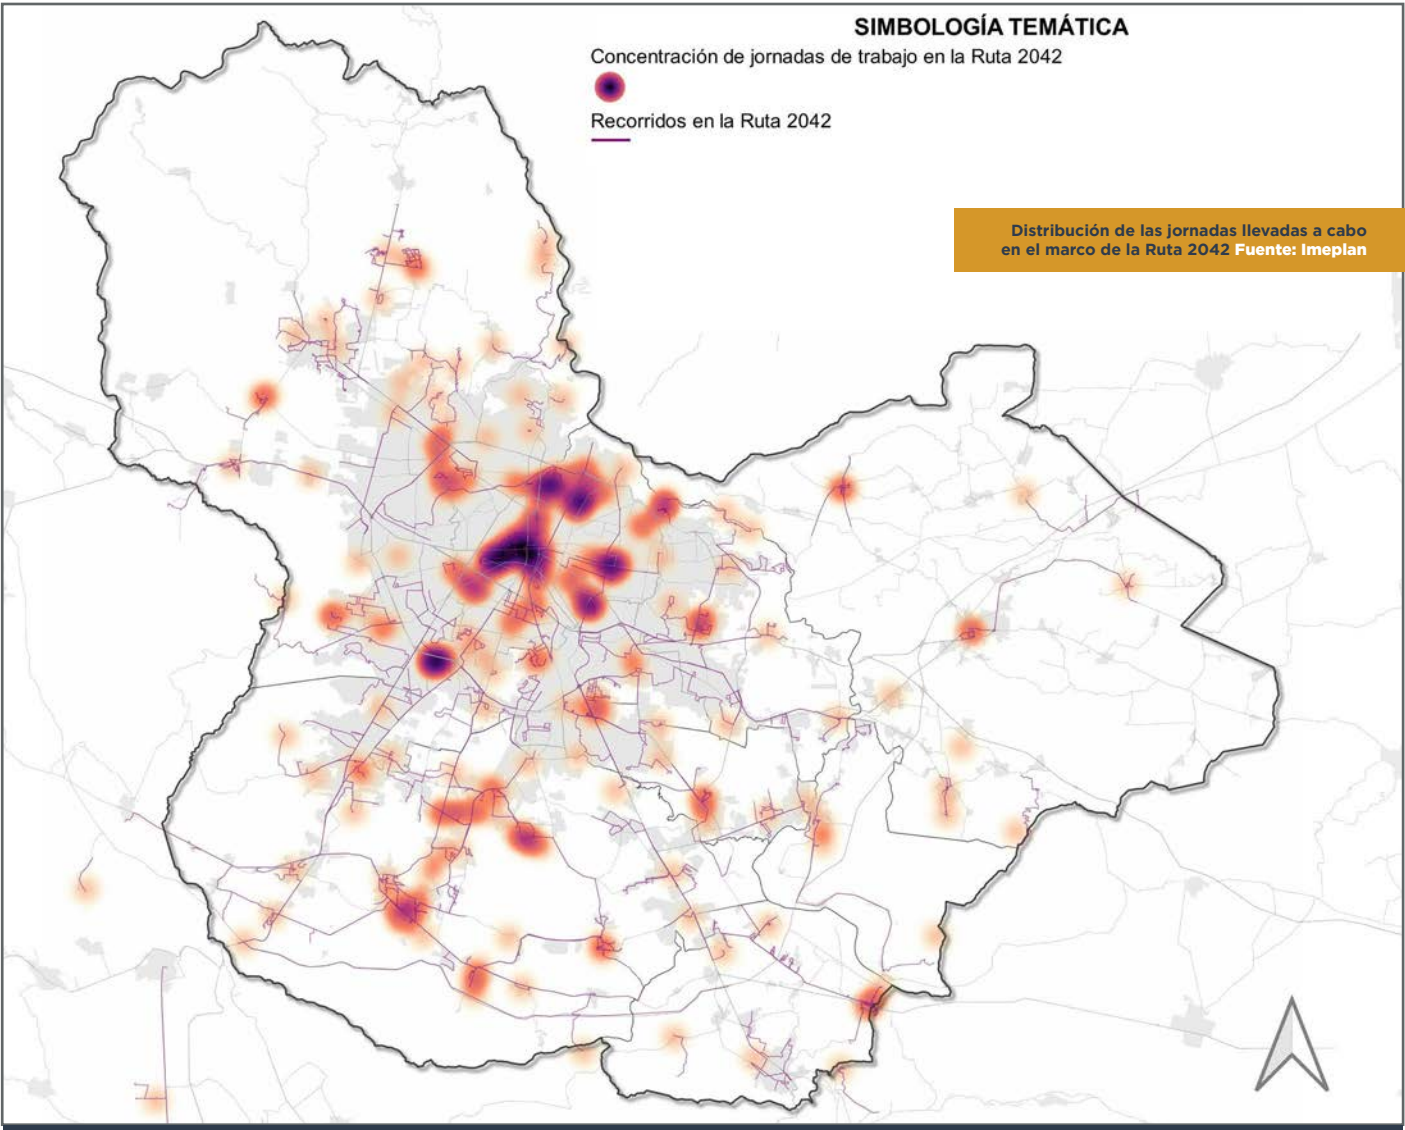 SIMBOLOGÍA TEMÁTICA
Concentración de jornadas de trabajo en la Ruta 2042
Recorridos en la Ruta 2042
Distribución de las jornadas llevadas a cabo
en el marco de la Ruta 2042 Fuente: Imeplan